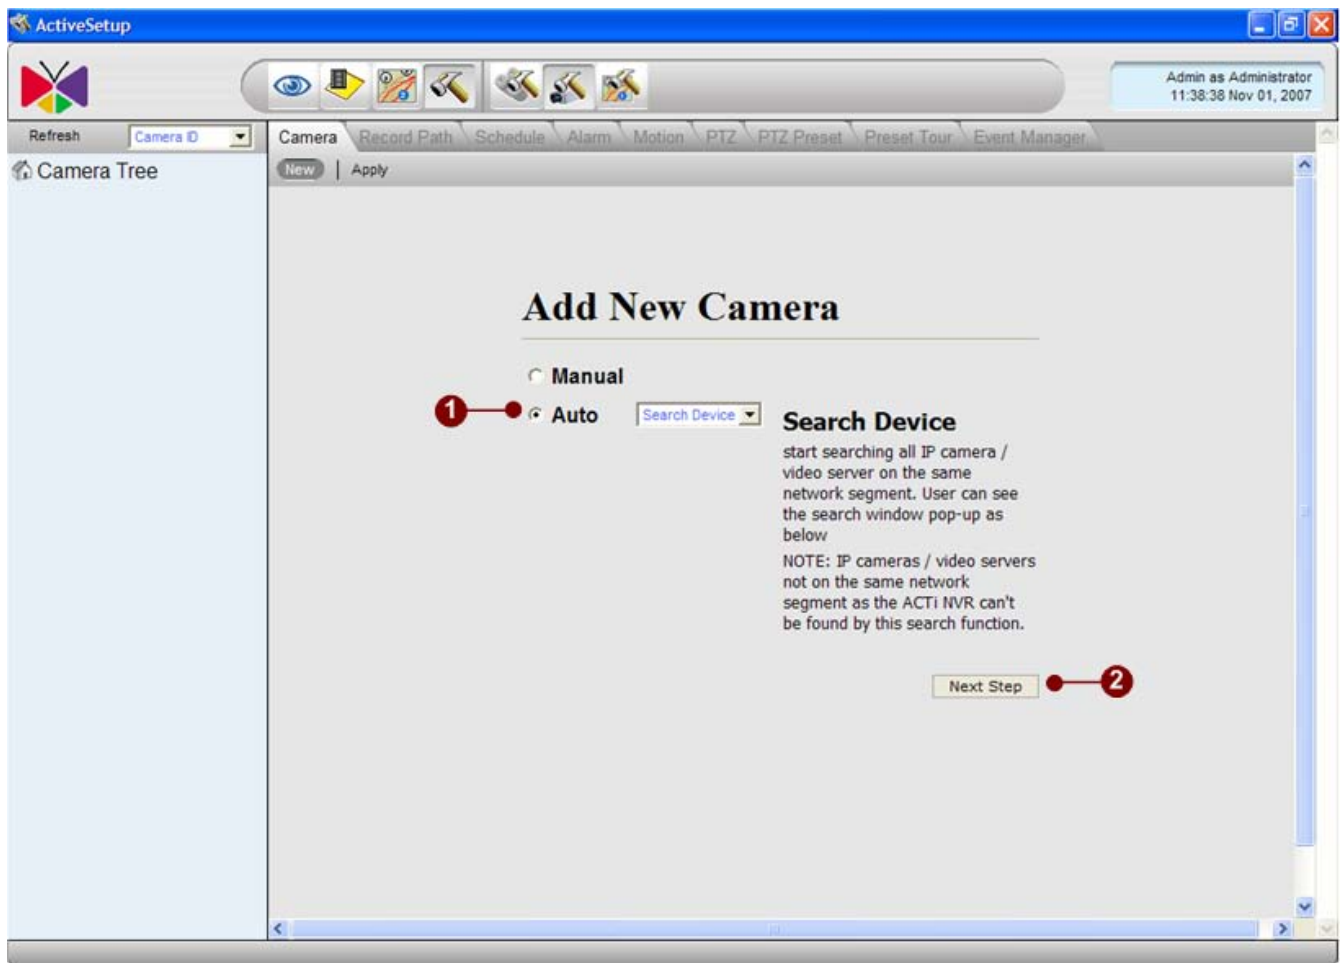 ActiveSetup
Admin as Administrator
11:38:38 Nov 01, 2007
Refresh Camera ID
Camera Record Path Schedule Alarm Motion PTZ PTZ Preset Preset Tour Event Manager
Camera Tree
New | Apply
Add New Camera
Manual
1 Auto Search Device
Search Device
start searching all IP camera /
video server on the same
network segment. User can see
the search window pop-up as
below
NOTE: IP cameras / video servers
not on the same network
segment as the ACTi NVR can't
be found by this search function.
Next Step 2